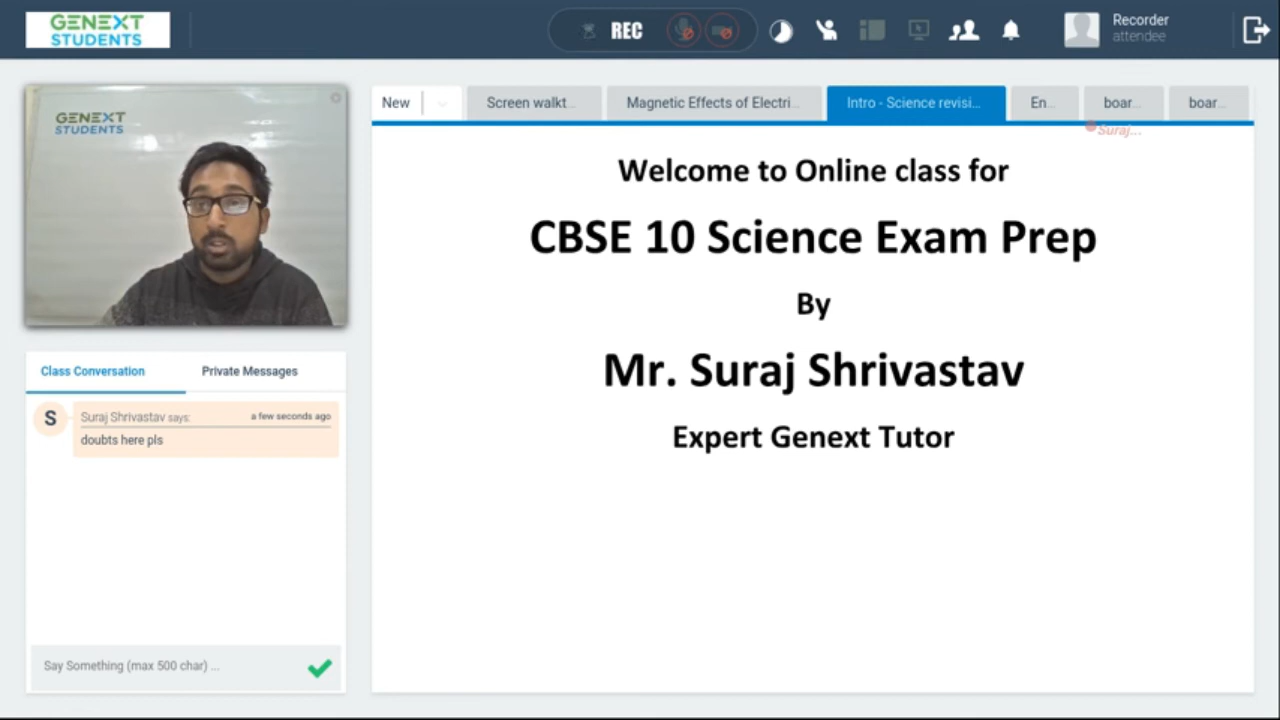 GENEXT
STUDENTS
REC
Recorder
attendee
GENEXT
STUDENTS
New
Screen walkt...
Magnetic Effects of Electri...
Intro - Science revisi...
En...
boar...
boar...
Suraj...
Welcome to Online class for
CBSE 10 Science Exam Prep
By
Mr. Suraj Shrivastav
Expert Genext Tutor
Class Conversation
Private Messages
S
Suraj Shrivastav says:
a few seconds ago
doubts here pls
Say Something (max 500 char) ...